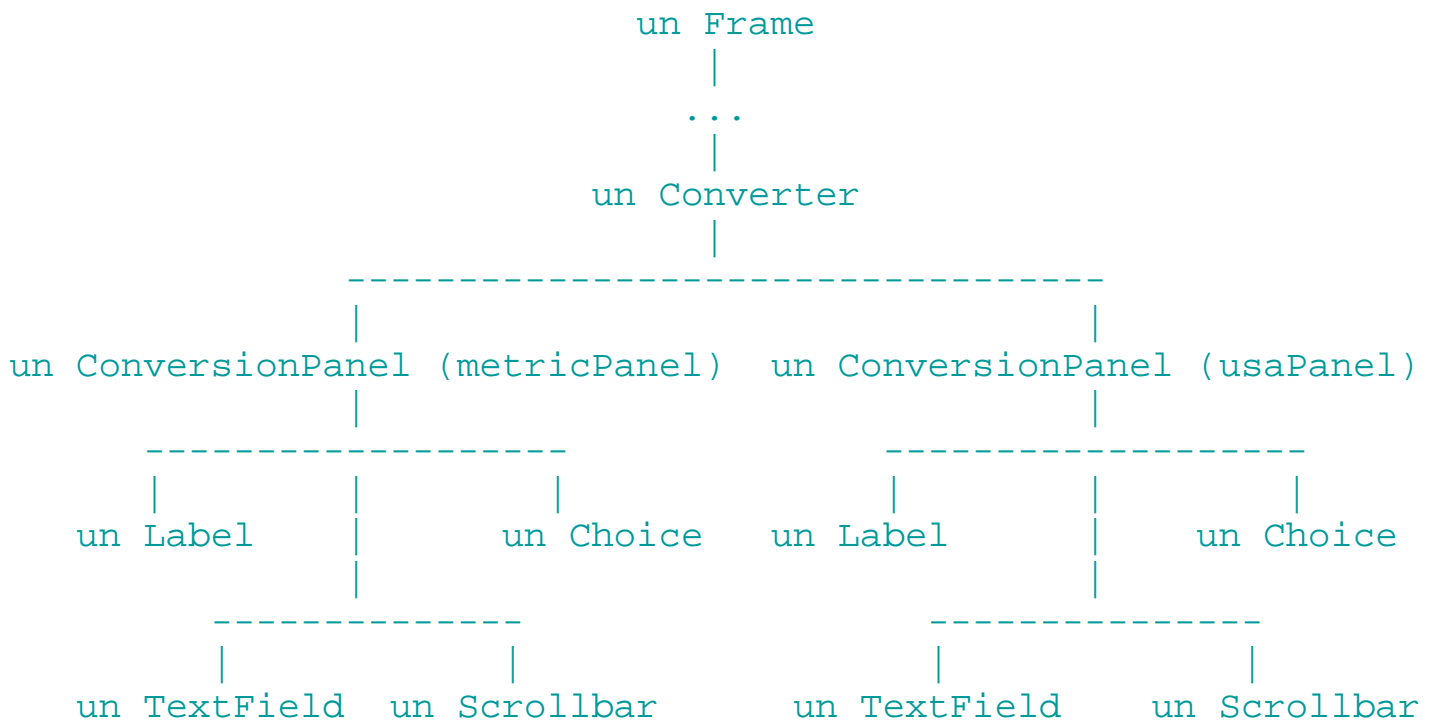 un Frame
...
un Converter
un ConversionPanel (metricPanel) un ConversionPanel (usaPanel)
un Label un Choice un Label un Choice
un TextField un Scrollbar un TextField un Scrollbar